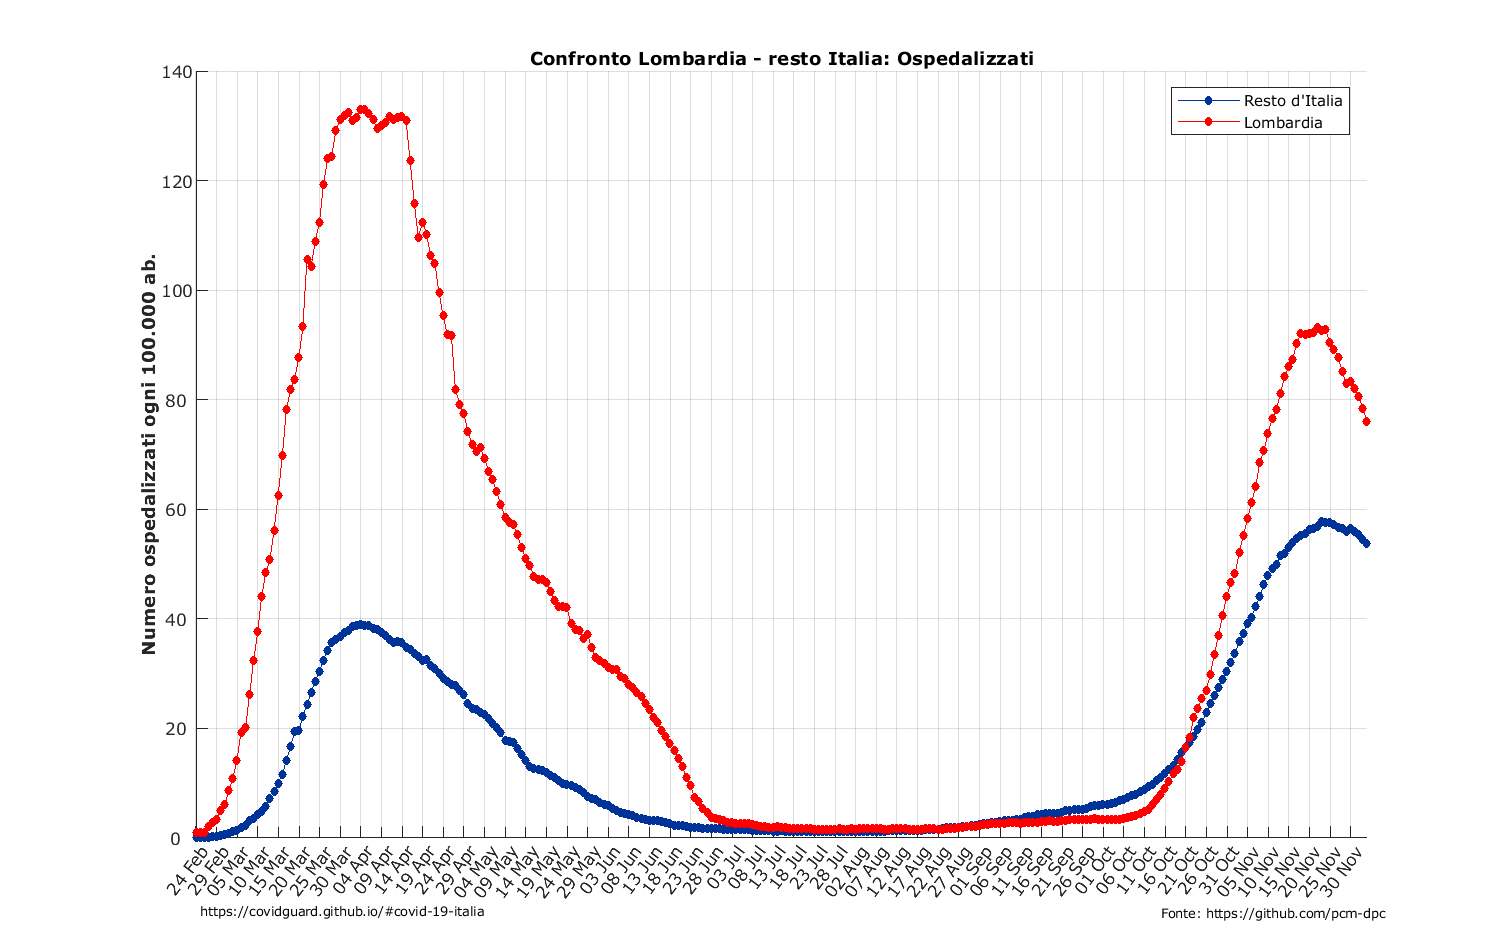 Confronto Lombardia - resto Italia: Ospedalizzati
Numero ospedalizzati ogni 100.000 ab.
140
120
100
80
60
40
20
0
Resto d'Italia
Lombardia
24 Feb
29 Feb
05 Mar
10 Mar
15 Mar
20 Mar
25 Mar
30 Mar
04 Apr
09 Apr
14 Apr
19 Apr
24 Apr
29 Apr
04 May
09 May
14 May
19 May
24 May
29 May
03 Jun
08 Jun
13 Jun
18 Jun
23 Jun
28 Jun
03 Jul
08 Jul
13 Jul
18 Jul
23 Jul
28 Jul
02 Aug
07 Aug
12 Aug
17 Aug
22 Aug
27 Aug
01 Sep
06 Sep
11 Sep
16 Sep
21 Sep
26 Sep
01 Oct
06 Oct
11 Oct
16 Oct
21 Oct
26 Oct
31 Oct
05 Nov
10 Nov
15 Nov
20 Nov
25 Nov
30 Nov
https://covidguard.github.io/#covid-19-italia
Fonte: https://github.com/pcm-dpc